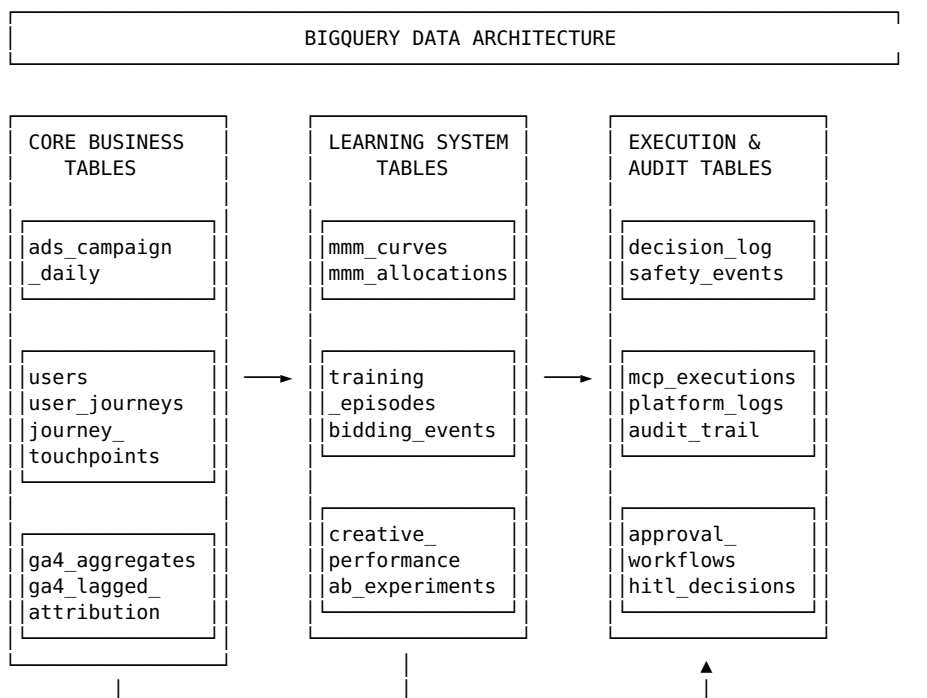 BIGQUERY DATA ARCHITECTURE
CORE BUSINESS
TABLES
ads_campaign
_daily
users
user_journeys
journey_
touchpoints
ga4_aggregates
ga4_lagged_
attribution
LEARNING SYSTEM
TABLES
mmm_curves
mmm_allocations
training
_episodes
bidding_events
creative_
performance
ab_experiments
EXECUTION &
AUDIT TABLES
decision_log
safety_events
mcp_executions
platform_logs
audit_trail
approval_
workflows
hitl_decisions